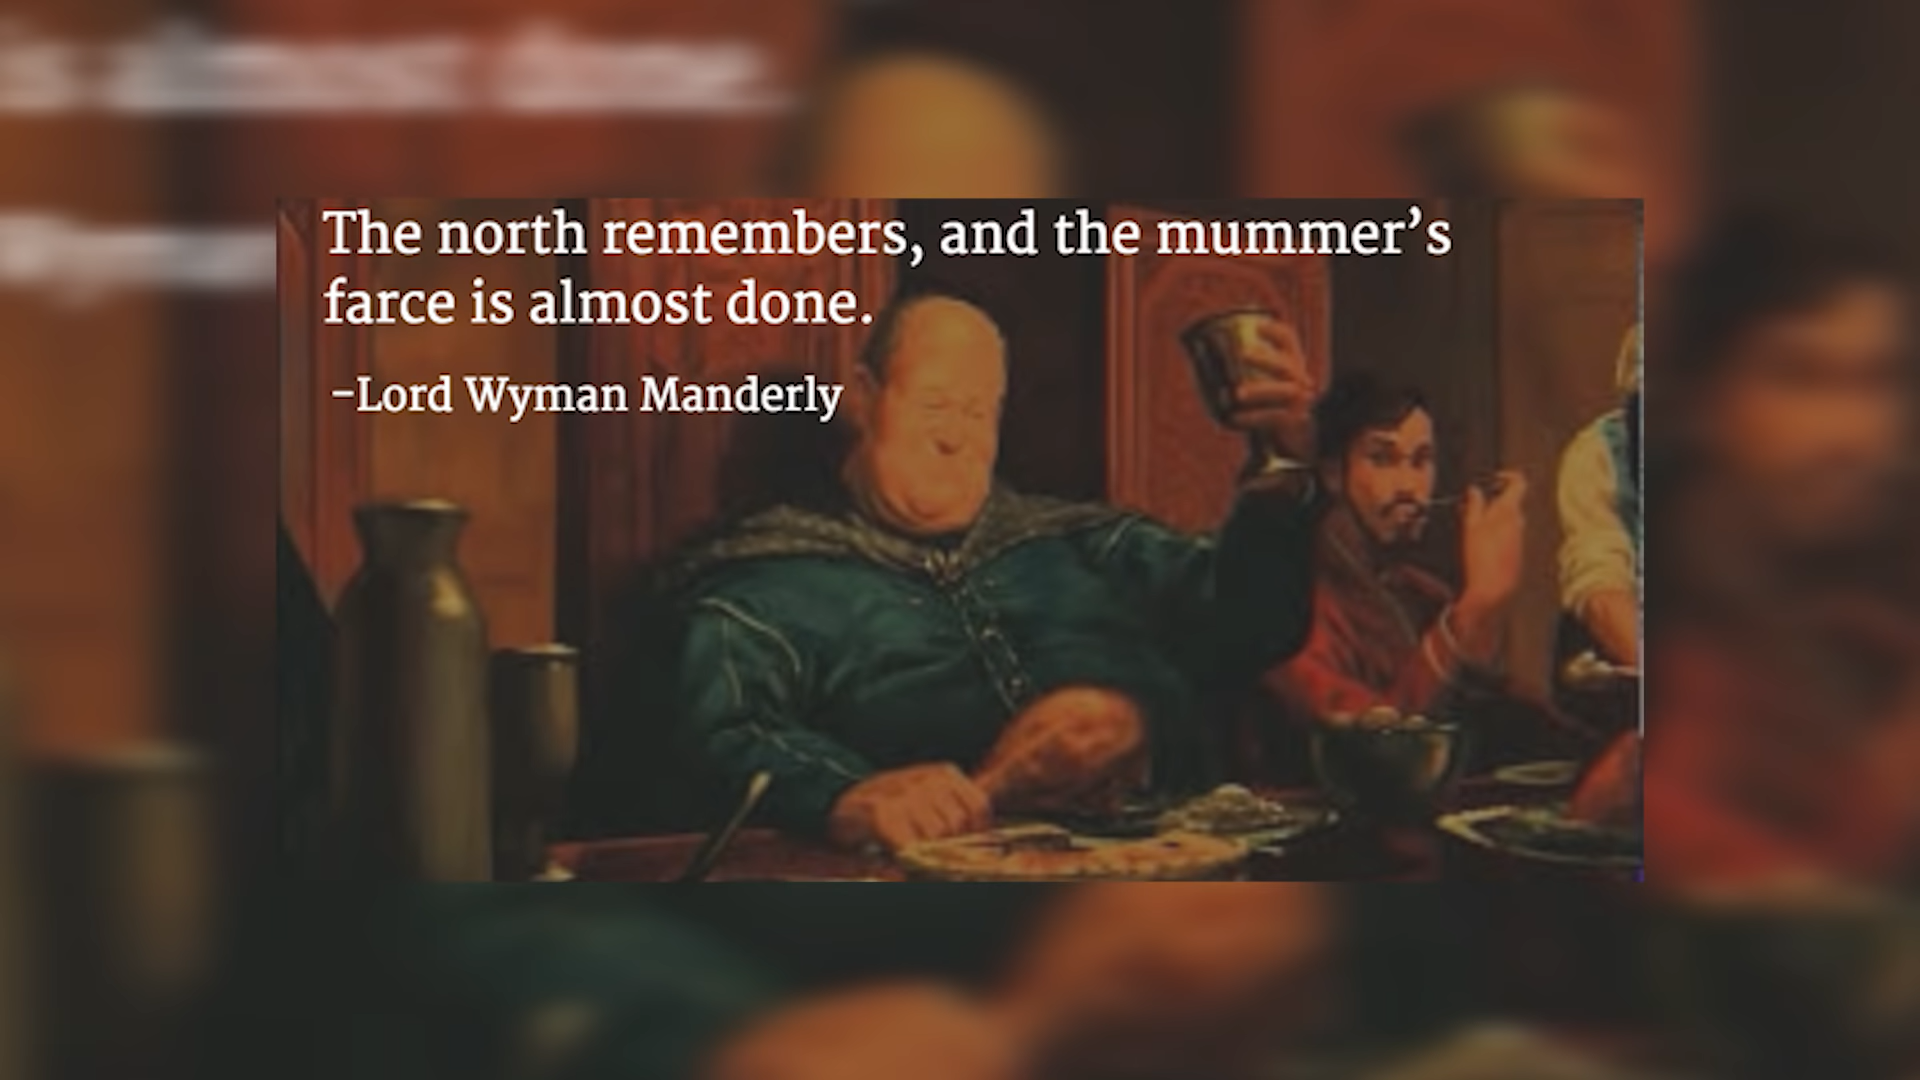 The north remembers, and the mummer’s
farce is almost done.
–Lord Wyman Manderly